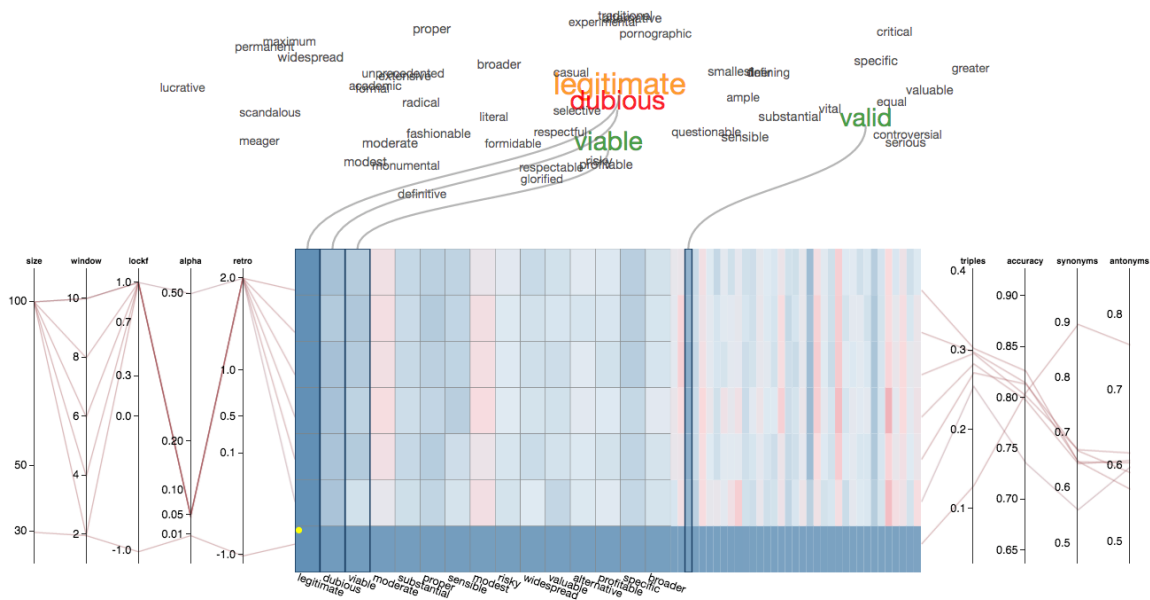 traditional
alternative
experimental
pornographic
proper
critical
maximum
permanent
widespread
specific
broader
greater
unprecedented
extensive
casual
smallest
defining
academic
formal
lucrative
legitimate
valuable
dubious
ample
equal
radical
vital
scandalous
selective
literal
substantial
valid
fashionable
respectful
questionable
controversial
sensible
serious
meager
moderate
formidable
viable
modest
monumental
risky
profitable
respectable
glorified
definitive
size window lockf alpha retro
triples accuracy synonyms antonyms
100
50
30
10
8
6
4
2
1.0
0.7
0.3
0.0
-1.0
0.50
0.20
0.10
0.05
0.01
2.0
1.0
0.5
0.1
-1.0
0.4
0.3
0.2
0.1
0.90
0.85
0.80
0.75
0.70
0.65
0.9
0.8
0.7
0.6
0.5
0.8
0.7
0.6
0.5
legitimate
dubious
viable
moderate
substantial
proper
sensible
modest
risky
widespread
valuable
alternative
profitable
specific
broader